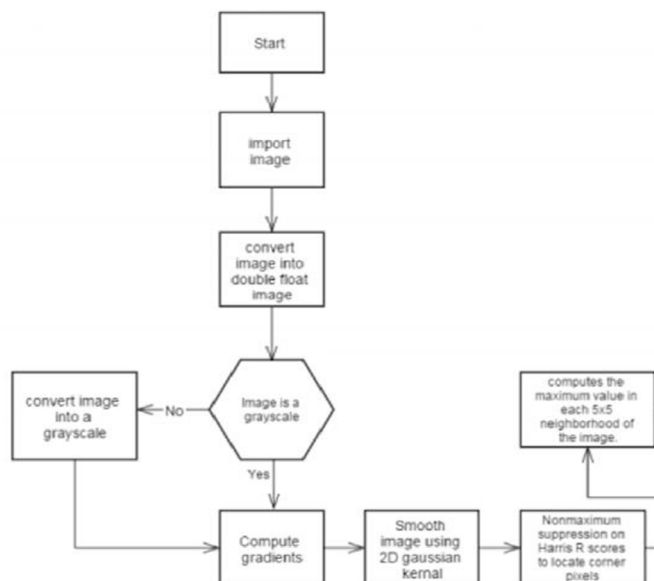 Start
import
image
convert
image into
double float
image
Image is a
grayscale
No
convert image
into a
grayscale
Yes
Compute
gradients
Smooth
image using
2D gaussian
kernal
Nonmaximum
suppression on
Harris R scores
to locate corner
pixels
computes the
maximum value in
each 5x5
neighborhood of
the image.